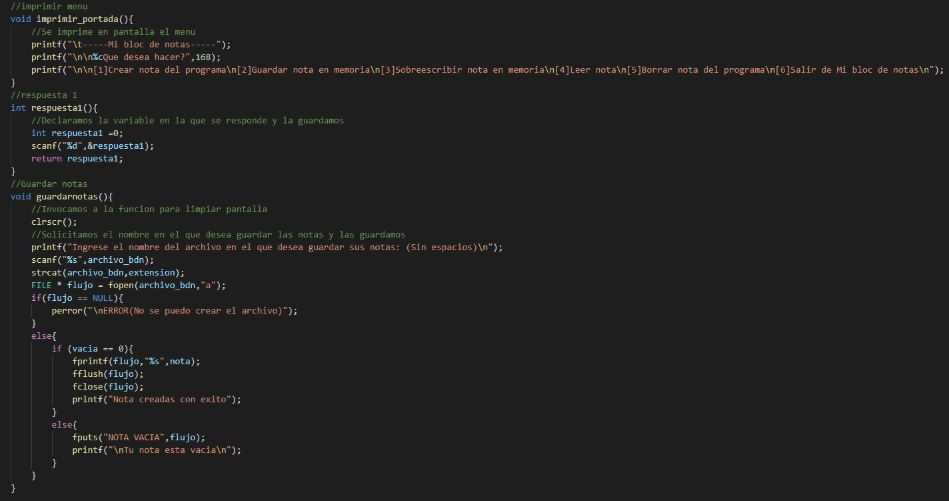 //imprimir menu
void imprimir_portada(){
    //Se imprime en pantalla el menu
    printf("\t-----Mi bloc de notas-----");
    printf("\n\n%cQue desea hacer?",168);
    printf("\n\n[1]Crear nota del programa\n[2]Guardar nota en memoria\n[3]Sobreescribir nota en memoria\n[4]Leer nota\n[5]Borrar nota del programa\n[6]Salir de Mi bloc de notas\n");
}
//respuesta 1
int respuesta1(){
    //Declaramos la variable en la que se responde y la guardamos
    int respuesta1 =0;
    scanf("%d",&respuesta1);
    return respuesta1;
}
//Guardar notas
void guardarnotas(){
    //Invocamos a la funcion para limpiar pantalla
    clrscr();
    //Solicitamos el nombre en el que desea guardar las notas y las guardamos
    printf("Ingrese el nombre del archivo en el que desea guardar sus notas: (Sin espacios)\n");
    scanf("%s",archivo_bdn);
    strcat(archivo_bdn,extension);
    FILE * flujo = fopen(archivo_bdn,"a");
    if(flujo == NULL){
        perror("\nERROR(No se puedo crear el archivo)");
    }
    else{
        if (vacia == 0){
            fprintf(flujo,"%s",nota);
            fflush(flujo);
            fclose(flujo);
            printf("Nota creadas con exito");
        }
        else{
            fputs("NOTA VACIA",flujo);
            printf("\nTu nota esta vacia\n");
        }
    }
}